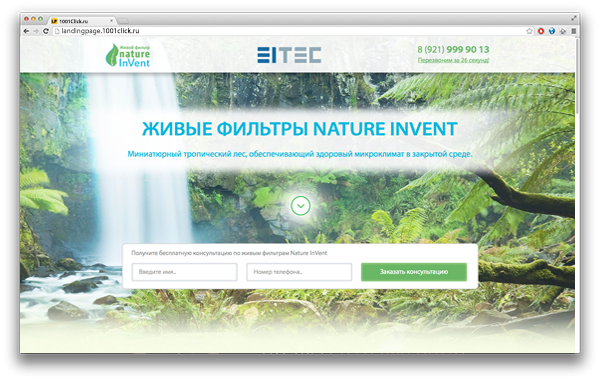 1001Click.ru
landingpage.1001click.ru
Живой фильтр
nature
InVent
EITEC
8 (921) 999 90 13
Перезвоним за 26 секунд!
ЖИВЫЕ ФИЛЬТРЫ NATURE INVENT
Миниатюрный тропический лес, обеспечивающий здоровый микроклимат в закрытой среде.
Получите бесплатную консультацию по живым фильтрам Nature InVent
Введите имя..
Номер телефона..
Заказать консультацию